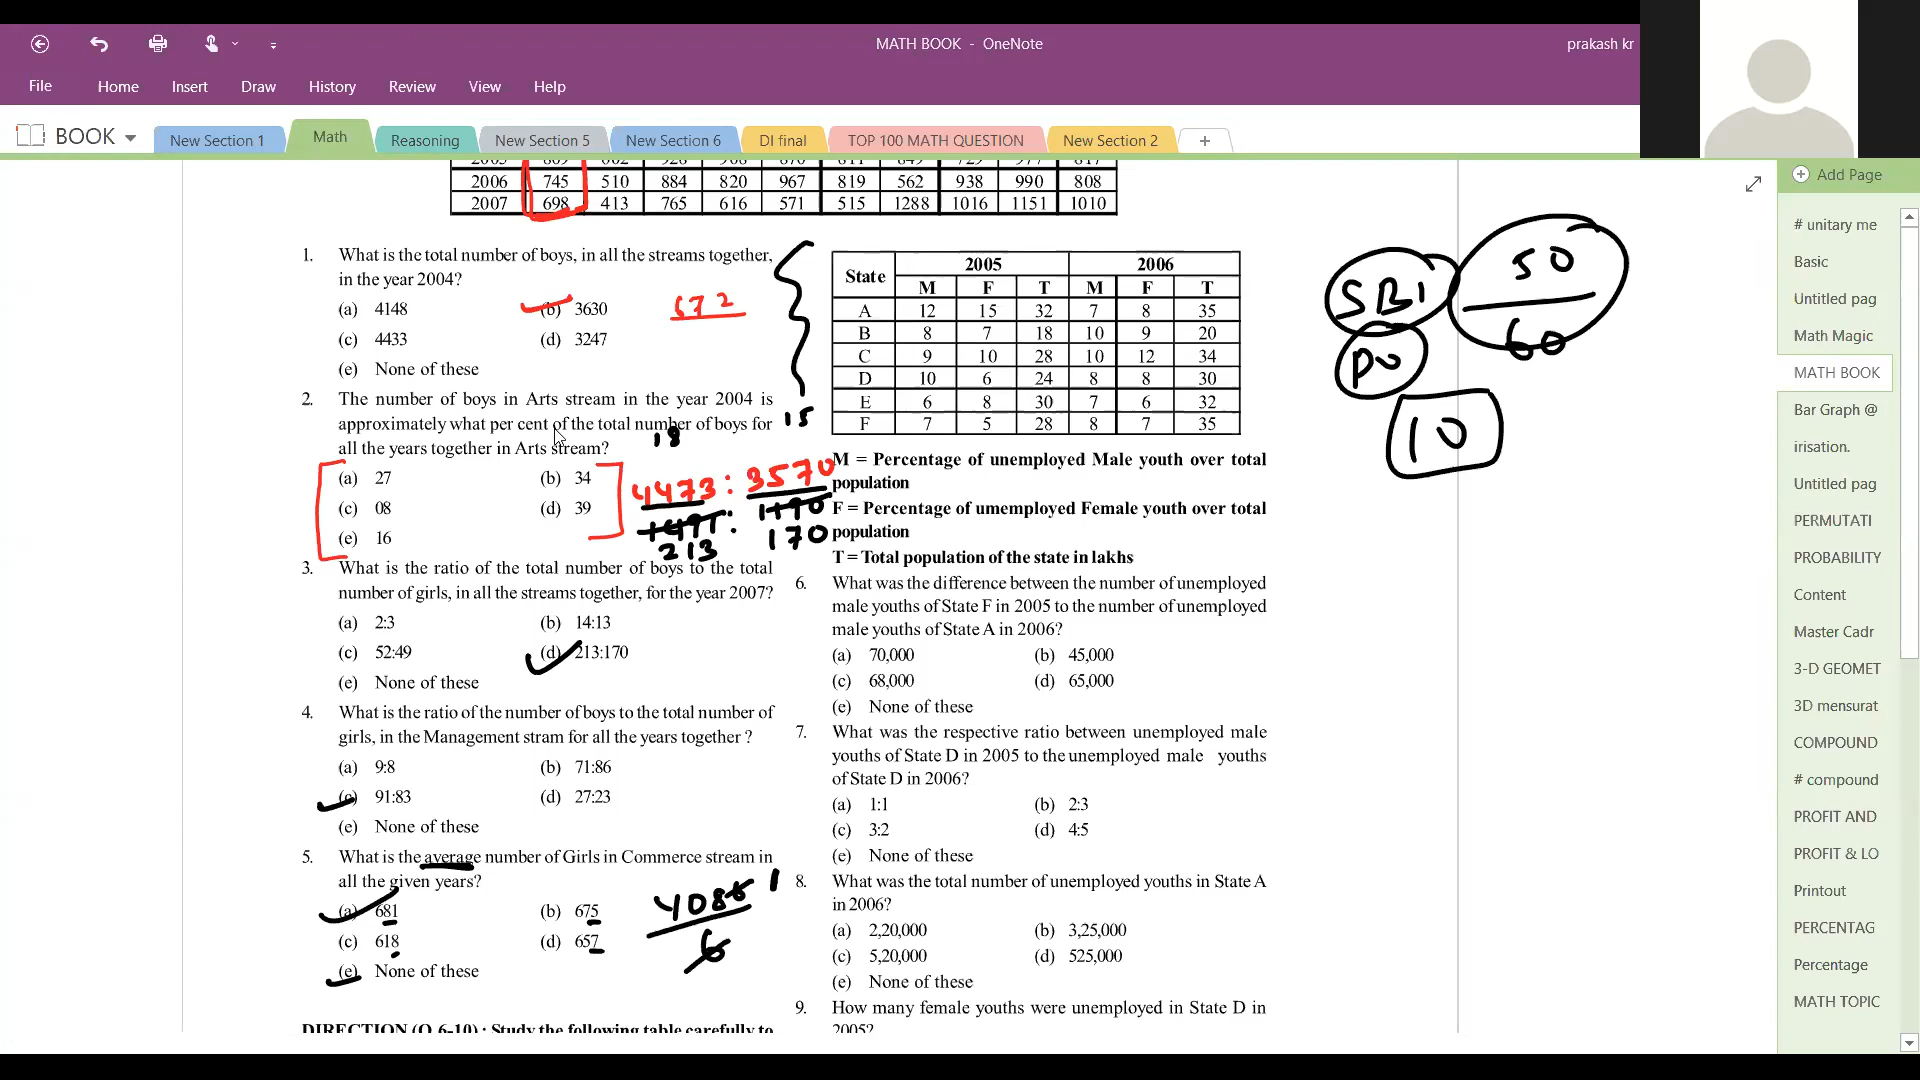 MATH BOOK - OneNote
prakash kr
File Home Insert Draw History Review View Help
BOOK New Section 1 Math Reasoning New Section 5 New Section 6 DI final TOP 100 MATH QUESTION New Section 2 +
2006 745 510 884 820 967 819 562 938 990 808
2007 698 413 765 616 571 515 1288 1016 1151 1010
1. What is the total number of boys, in all the streams together,
in the year 2004?
(a) 4148 (b) 3630 672
(c) 4433 (d) 3247
(e) None of these
2. The number of boys in Arts stream in the year 2004 is
approximately what per cent of the total number of boys for
all the years together in Arts stream?
18
15
(a) 27 (b) 34
(c) 08 (d) 39
(e) 16
4473 : 3570
1491 : 1190
213 170
3. What is the ratio of the total number of boys to the total
number of girls, in all the streams together, for the year 2007?
(a) 2:3 (b) 14:13
(c) 52:49 (d) 213:170
(e) None of these
4. What is the ratio of the number of boys to the total number of
girls, in the Management stram for all the years together ?
(a) 9:8 (b) 71:86
(c) 91:83 (d) 27:23
(e) None of these
5. What is the average number of Girls in Commerce stream in
all the given years?
(a) 681 (b) 675
(c) 618 (d) 657
(e) None of these
4086 1
6
DIRECTION (Q.6-10) : Study the following table carefully to
State 2005 2006
M F T M F T
A 12 15 32 7 8 35
B 8 7 18 10 9 20
C 9 10 28 10 12 34
D 10 6 24 8 8 30
E 6 8 30 7 6 32
F 7 5 28 8 7 35
M = Percentage of unemployed Male youth over total
population
F = Percentage of umemployed Female youth over total
population
T = Total population of the state in lakhs
6. What was the difference between the number of unemployed
male youths of State F in 2005 to the number of unemployed
male youths of State A in 2006?
(a) 70,000 (b) 45,000
(c) 68,000 (d) 65,000
(e) None of these
7. What was the respective ratio between unemployed male
youths of State D in 2005 to the unemployed male youths
of State D in 2006?
(a) 1:1 (b) 2:3
(c) 3:2 (d) 4:5
(e) None of these
8. What was the total number of unemployed youths in State A
in 2006?
(a) 2,20,000 (b) 3,25,000
(c) 5,20,000 (d) 525,000
(e) None of these
9. How many female youths were unemployed in State D in
2005?
SBI 50
60
PO
10
Add Page
# unitary me
Basic
Untitled pag
Math Magic
MATH BOOK
Bar Graph @
irisation.
Untitled pag
PERMUTATI
PROBABILITY
Content
Master Cadr
3-D GEOMET
3D mensurat
COMPOUND
# compound
PROFIT AND
PROFIT & LO
Printout
PERCENTAG
Percentage
MATH TOPIC